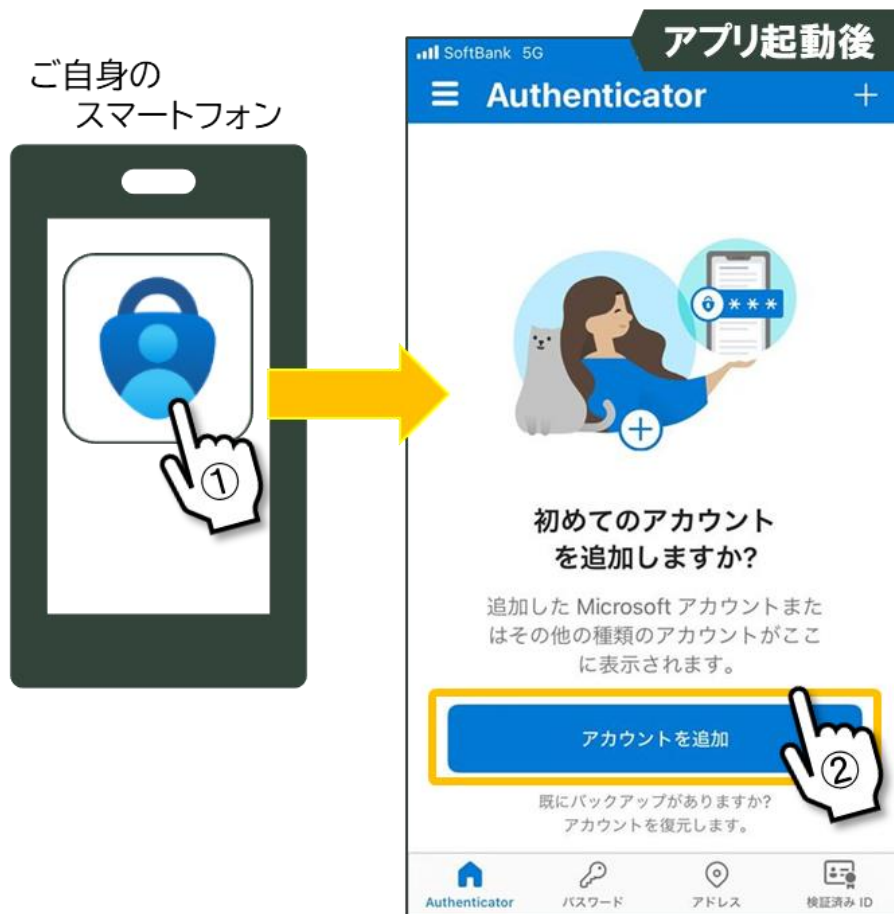 ご自身の
スマートフォン
①
アプリ起動後
SoftBank 5G
Authenticator
***
初めてのアカウント
を追加しますか?
追加した Microsoft アカウントまた
はその他の種類のアカウントがここ
に表示されます。
アカウントを追加
②
既にバックアップがありますか?
アカウントを復元します。
Authenticator
パスワード
アドレス
検証済み ID